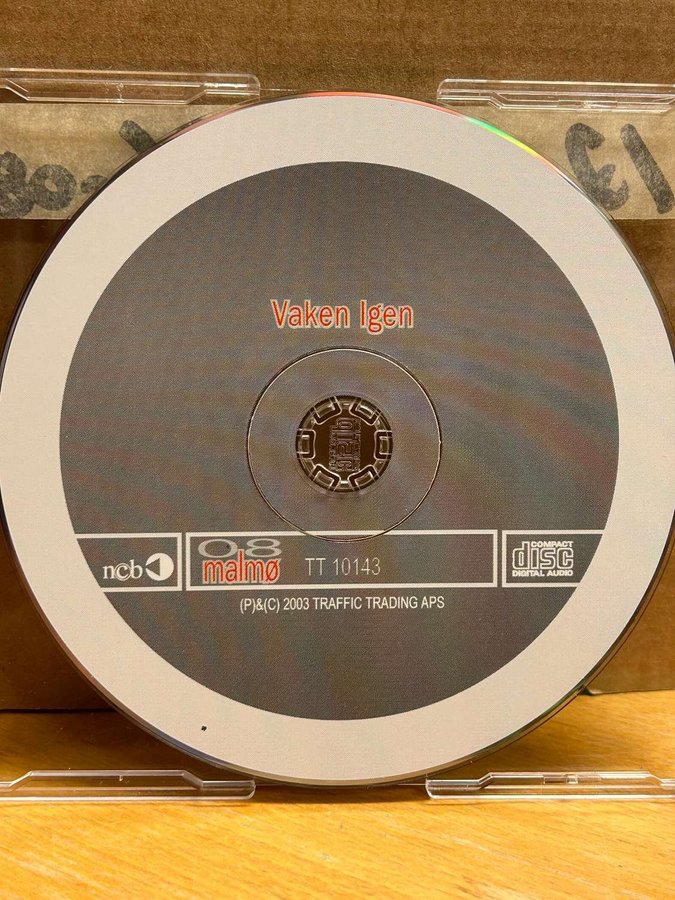 Vaken Igen
ncb
08
malmø
TT 10143
COMPACT
disc
DIGITAL AUDIO
(P)&(C) 2003 TRAFFIC TRADING APS